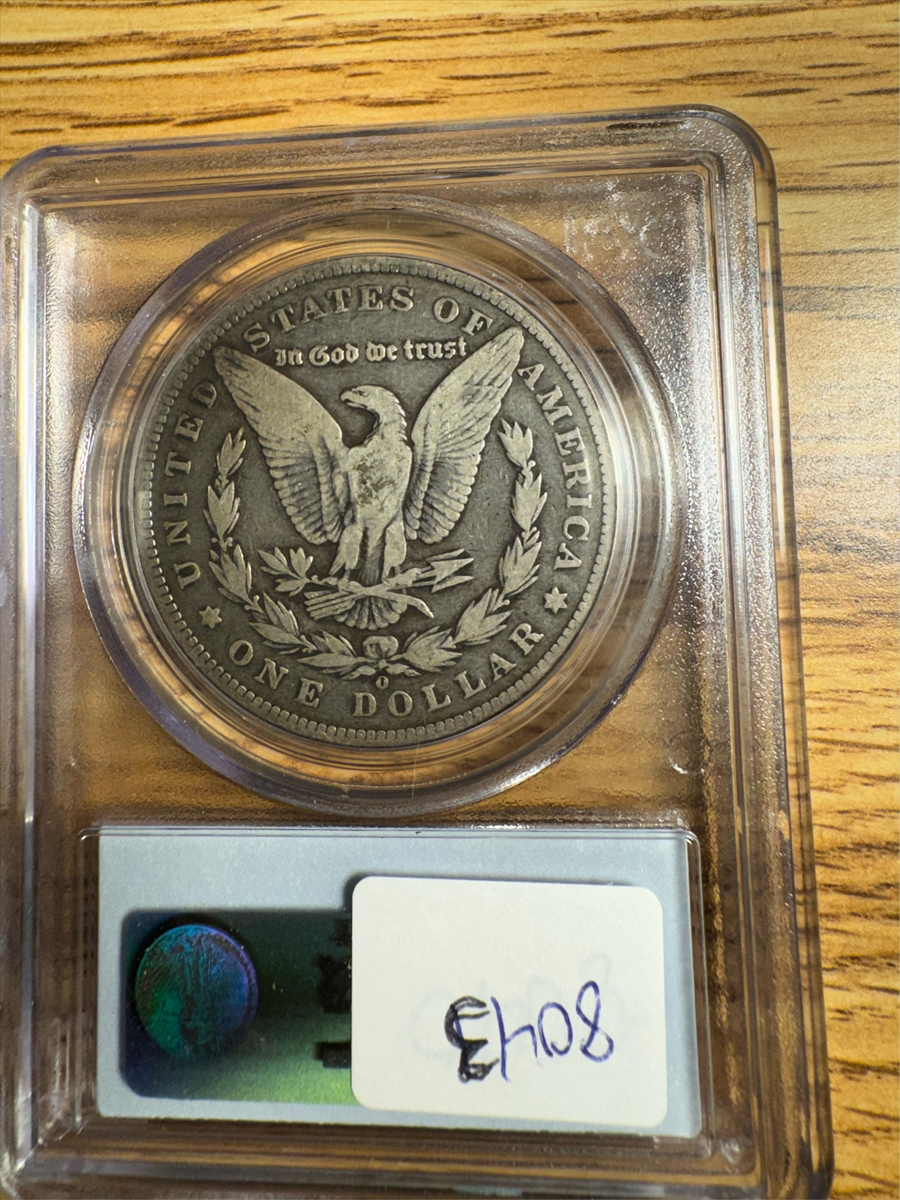 UNITED STATES OF AMERICA
In God we trust
ONE DOLLAR
O
8043